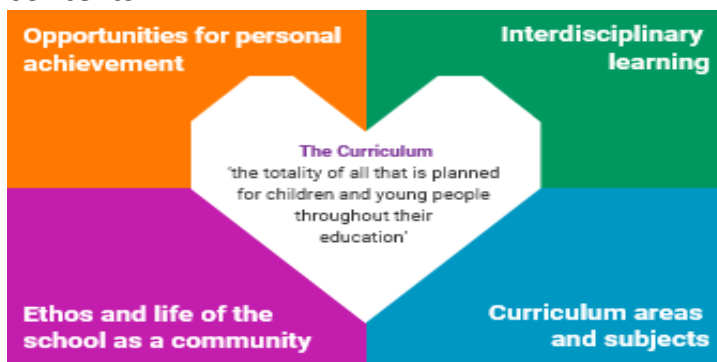 Opportunities for personal
achievement
Interdisciplinary
learning
The Curriculum
'the totality of all that is planned
for children and young people
throughout their
education'
Ethos and life of the
school as a community
Curriculum areas
and subjects